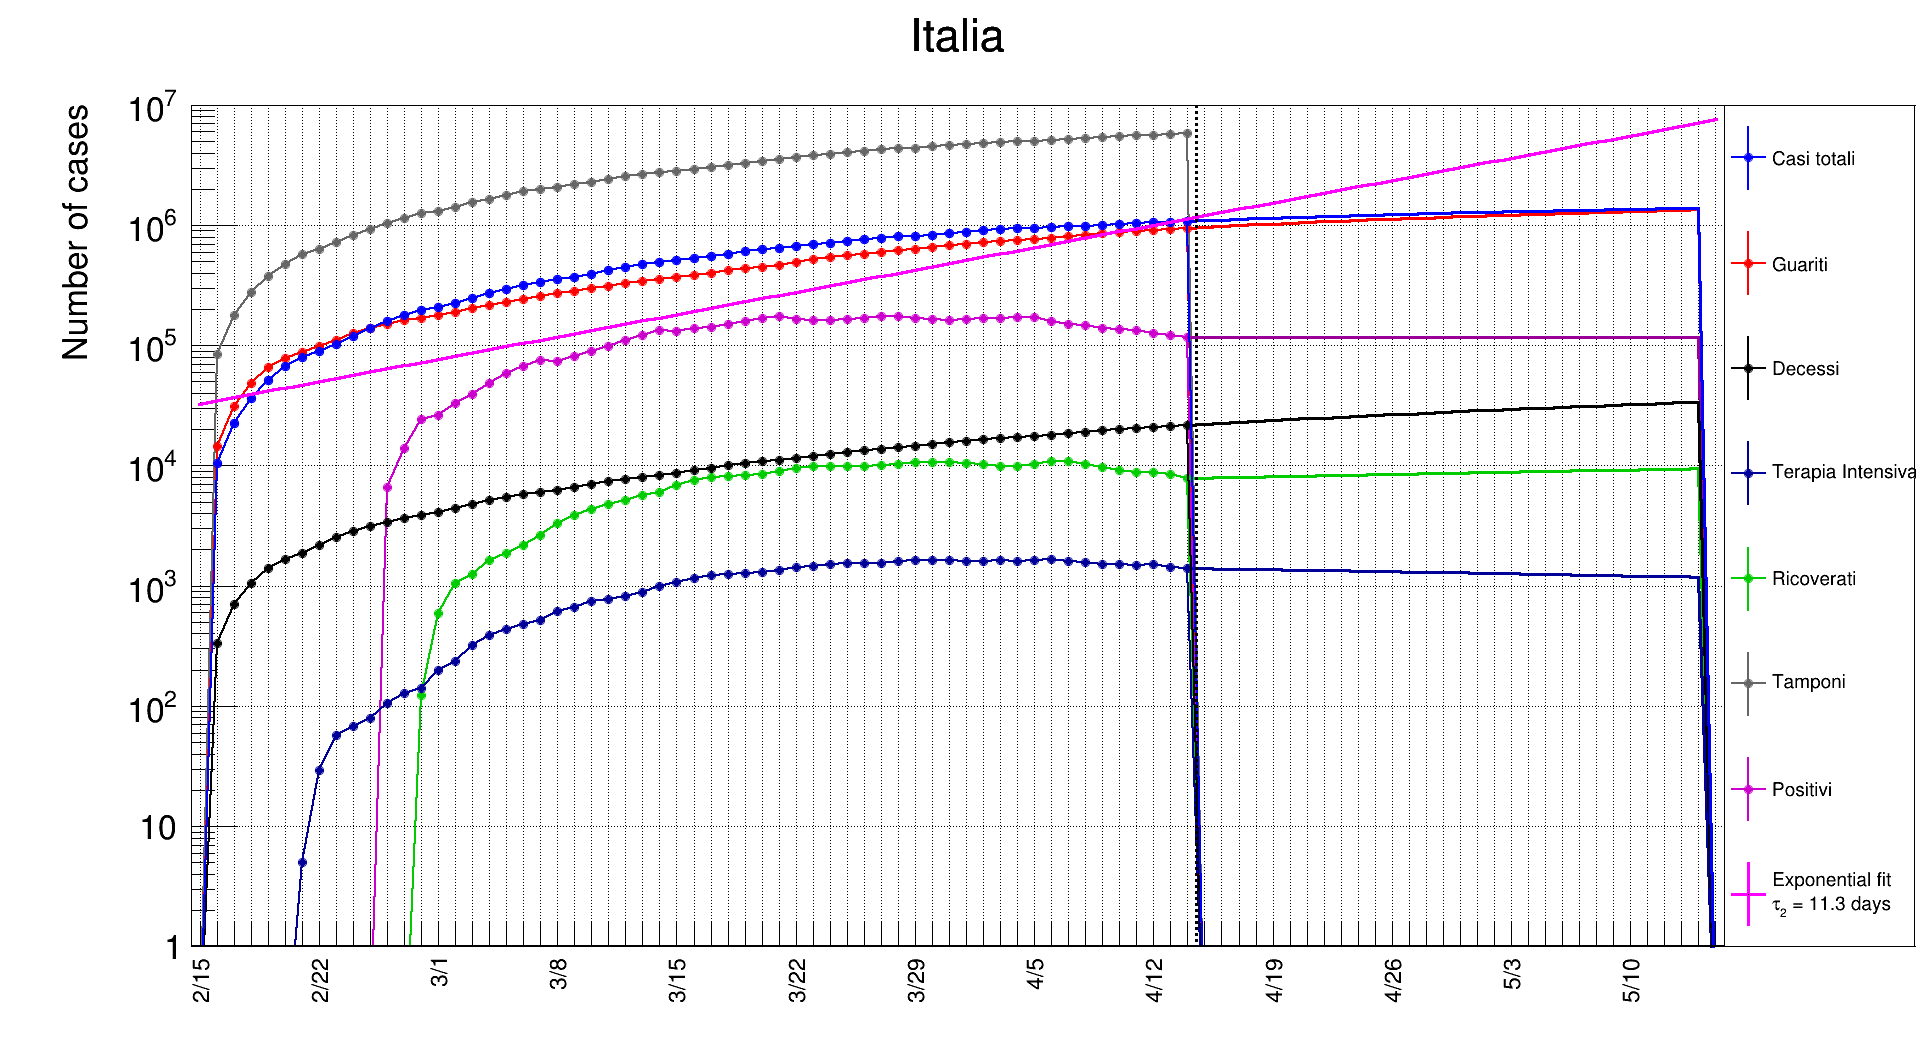 Italia
Number of cases
10^7
10^6
10^5
10^4
10^3
10^2
10
1
2/15
2/22
3/1
3/8
3/15
3/22
3/29
4/5
4/12
4/19
4/26
5/3
5/10
Casi totali
Guariti
Decessi
Terapia Intensiva
Ricoverati
Tamponi
Positivi
Exponential fit
τ_2 = 11.3 days